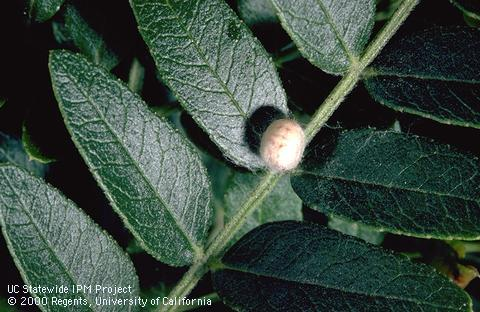 UC Statewide IPM Project
© 2000 Regents, University of California